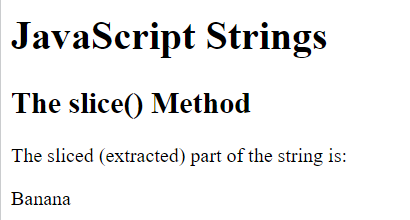 JavaScript Strings
The slice() Method
The sliced (extracted) part of the string is:
Banana